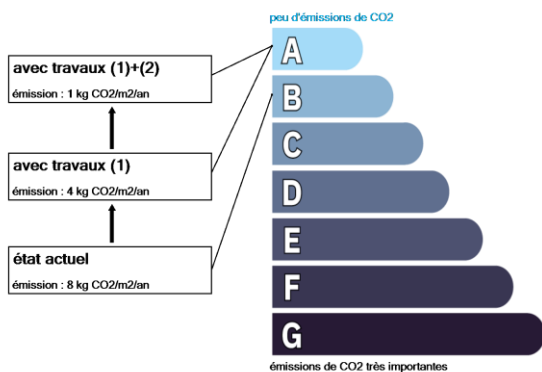 peu d'émissions de CO2
avec travaux (1)+(2)
émission : 1 kg CO2/m2/an
avec travaux (1)
émission : 4 kg CO2/m2/an
état actuel
émission : 8 kg CO2/m2/an
A
B
C
D
E
F
G
émissions de CO2 très importantes